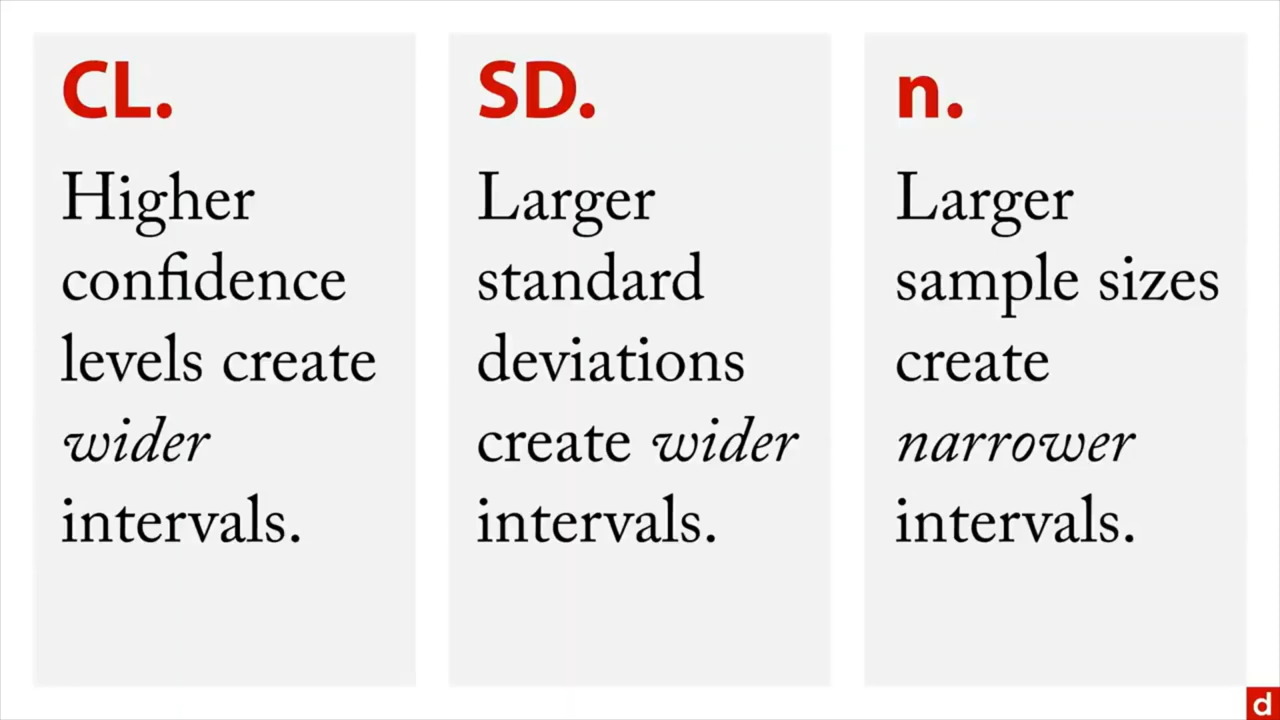 CL.
Higher
confidence
levels create
wider
intervals.
SD.
Larger
standard
deviations
create wider
intervals.
n.
Larger
sample sizes
create
narrower
intervals.
d